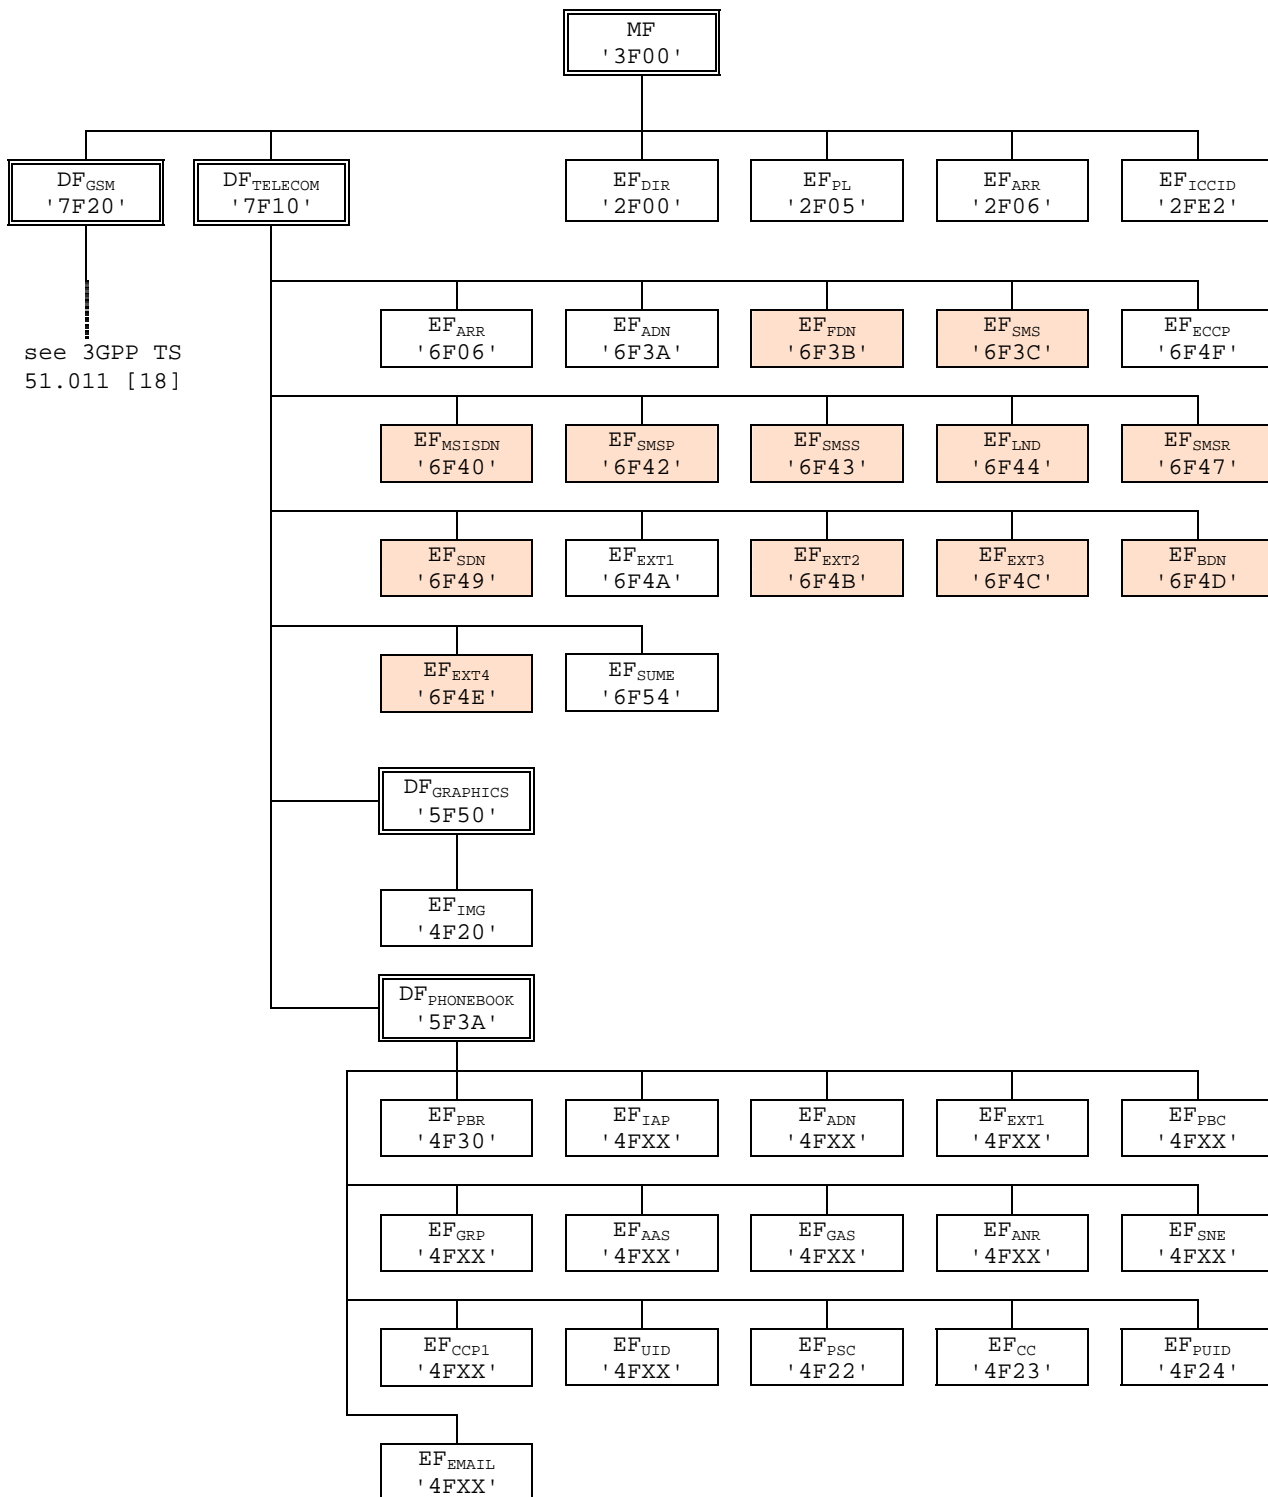 MF
'3F00'
DFGSM
'7F20'
DFTELECOM
'7F10'
EFDIR
'2F00'
EFPL
'2F05'
EFARR
'2F06'
EFICCID
'2FE2'
see 3GPP TS
51.011 [18]
EFARR
'6F06'
EFADN
'6F3A'
EFFDN
'6F3B'
EFSMS
'6F3C'
EFECCP
'6F4F'
EFMSISDN
'6F40'
EFSMSP
'6F42'
EFSMSS
'6F43'
EFLND
'6F44'
EFSMSR
'6F47'
EFSDN
'6F49'
EFEXT1
'6F4A'
EFEXT2
'6F4B'
EFEXT3
'6F4C'
EFBDN
'6F4D'
EFEXT4
'6F4E'
EFSUME
'6F54'
DFGRAPHICS
'5F50'
EFIMG
'4F20'
DFPHONEBOOK
'5F3A'
EFPBR
'4F30'
EFIAP
'4FXX'
EFADN
'4FXX'
EFEXT1
'4FXX'
EFPBC
'4FXX'
EFGRP
'4FXX'
EFAAS
'4FXX'
EFGAS
'4FXX'
EFANR
'4FXX'
EFSNE
'4FXX'
EFCCP1
'4FXX'
EFUID
'4FXX'
EFPSC
'4F22'
EFCC
'4F23'
EFPUID
'4F24'
EFEMAIL
'4FXX'